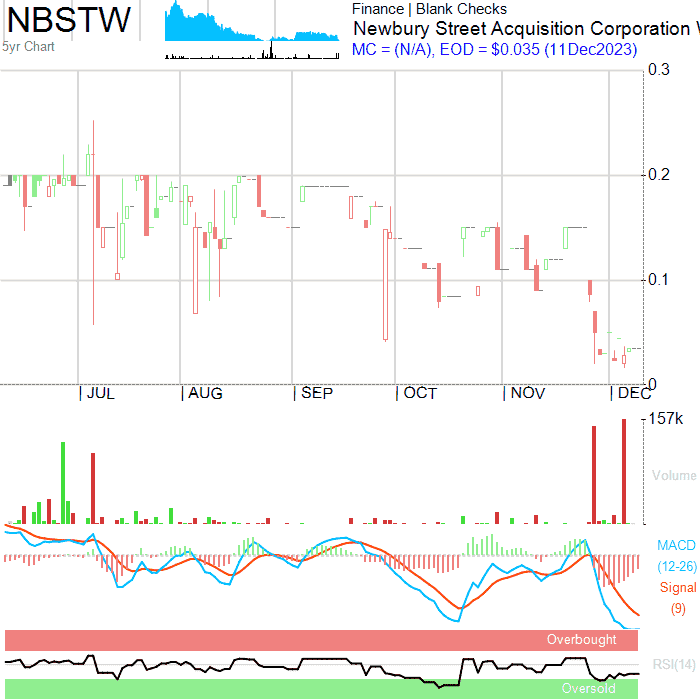 NBSTW
5yr Chart
Finance | Blank Checks
Newbury Street Acquisition Corporation W
MC = (N/A), EOD = $0.035 (11Dec2023)
0.3
0.2
0.1
0
JUL
AUG
SEP
OCT
NOV
DEC
157k
Volume
MACD
(12-26)
Signal
(9)
Overbought
RSI(14)
Oversold